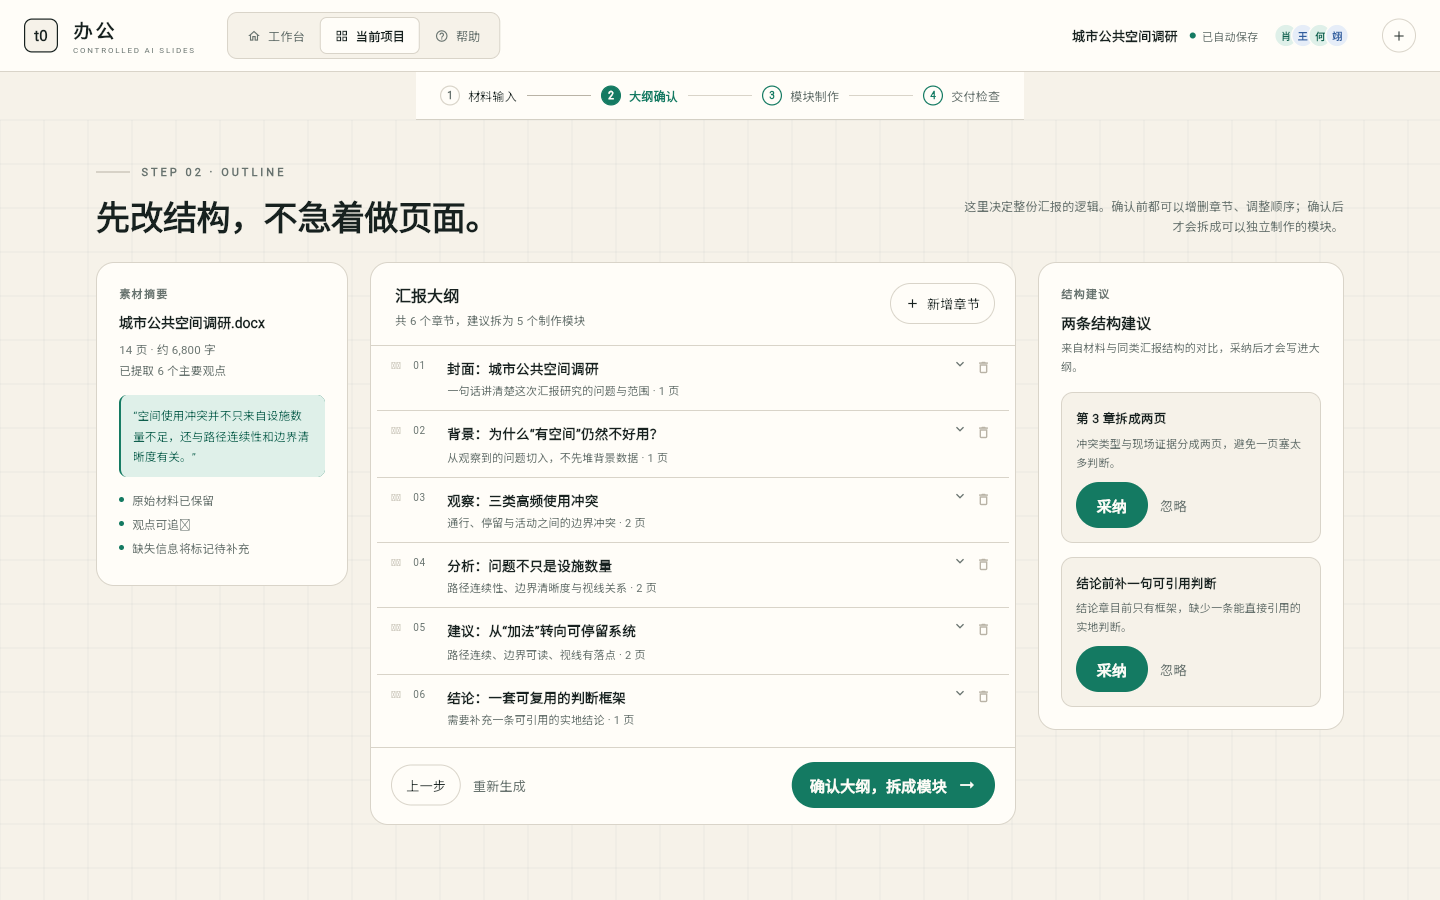 t0
办公
CONTROLLED AI SLIDES
工作台
当前项目
帮助
城市公共空间调研
已自动保存
肖 王 何 翊
1 材料输入
2 大纲确认
3 模块制作
4 交付检查
STEP 02 · OUTLINE
先改结构，不急着做页面。
这里决定整份汇报的逻辑。确认前都可以增删章节、调整顺序；确认后
才会拆成可以独立制作的模块。
素材摘要
城市公共空间调研.docx
14 页 · 约 6,800 字
已提取 6 个主要观点
“空间使用冲突并不只来自设施数
量不足，还与路径连续性和边界清
晰度有关。”
原始材料已保留
观点可追
缺失信息将标记待补充
汇报大纲
共 6 个章节，建议拆为 5 个制作模块
新增章节
01
封面：城市公共空间调研
一句话讲清楚这次汇报研究的问题与范围 · 1 页
02
背景：为什么“有空间”仍然不好用？
从观察到的问题切入，不先堆背景数据 · 1 页
03
观察：三类高频使用冲突
通行、停留与活动之间的边界冲突 · 2 页
04
分析：问题不只是设施数量
路径连续性、边界清晰度与视线关系 · 2 页
05
建议：从“加法”转向可停留系统
路径连续、边界可读、视线有落点 · 2 页
06
结论：一套可复用的判断框架
需要补充一条可引用的实地结论 · 1 页
上一步
重新生成
确认大纲，拆成模块
结构建议
两条结构建议
来自材料与同类汇报结构的对比，采纳后才会写进大
纲。
第 3 章拆成两页
冲突类型与现场证据分成两页，避免一页塞太
多判断。
采纳
忽略
结论前补一句可引用判断
结论章目前只有框架，缺少一条能直接引用的
实地判断。
采纳
忽略